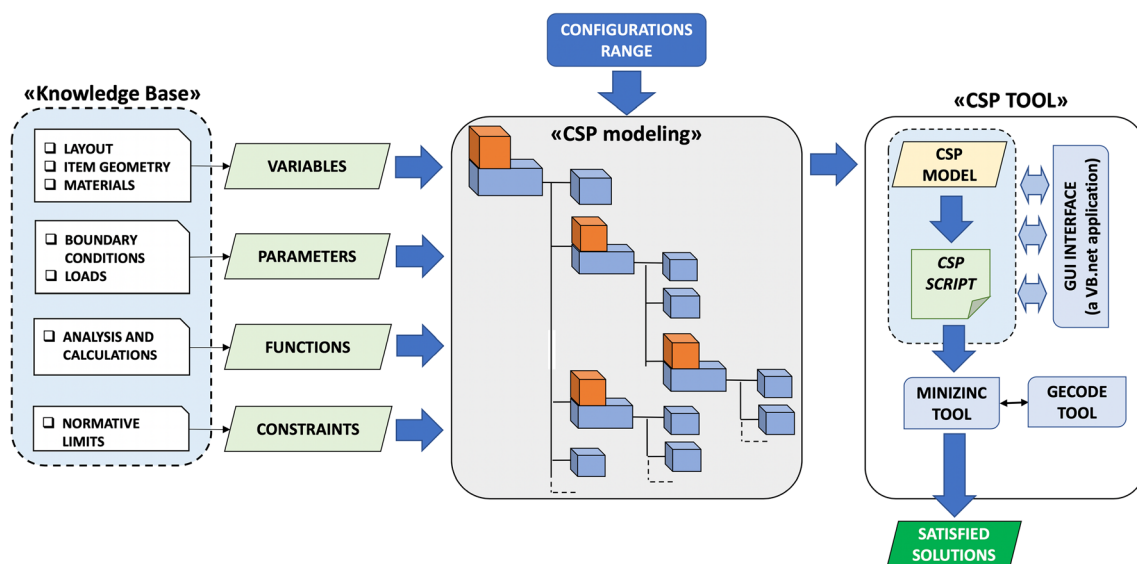 CONFIGURATIONS
RANGE
«Knowledge Base»
LAYOUT
ITEM GEOMETRY
MATERIALS
BOUNDARY
CONDITIONS
LOADS
ANALYSIS AND
CALCULATIONS
NORMATIVE
LIMITS
VARIABLES
PARAMETERS
FUNCTIONS
CONSTRAINTS
«CSP modeling»
«CSP TOOL»
CSP
MODEL
CSP
SCRIPT
GUI INTERFACE
(a VB.net application)
MINIZINC
TOOL
GECODE
TOOL
SATISFIED
SOLUTIONS